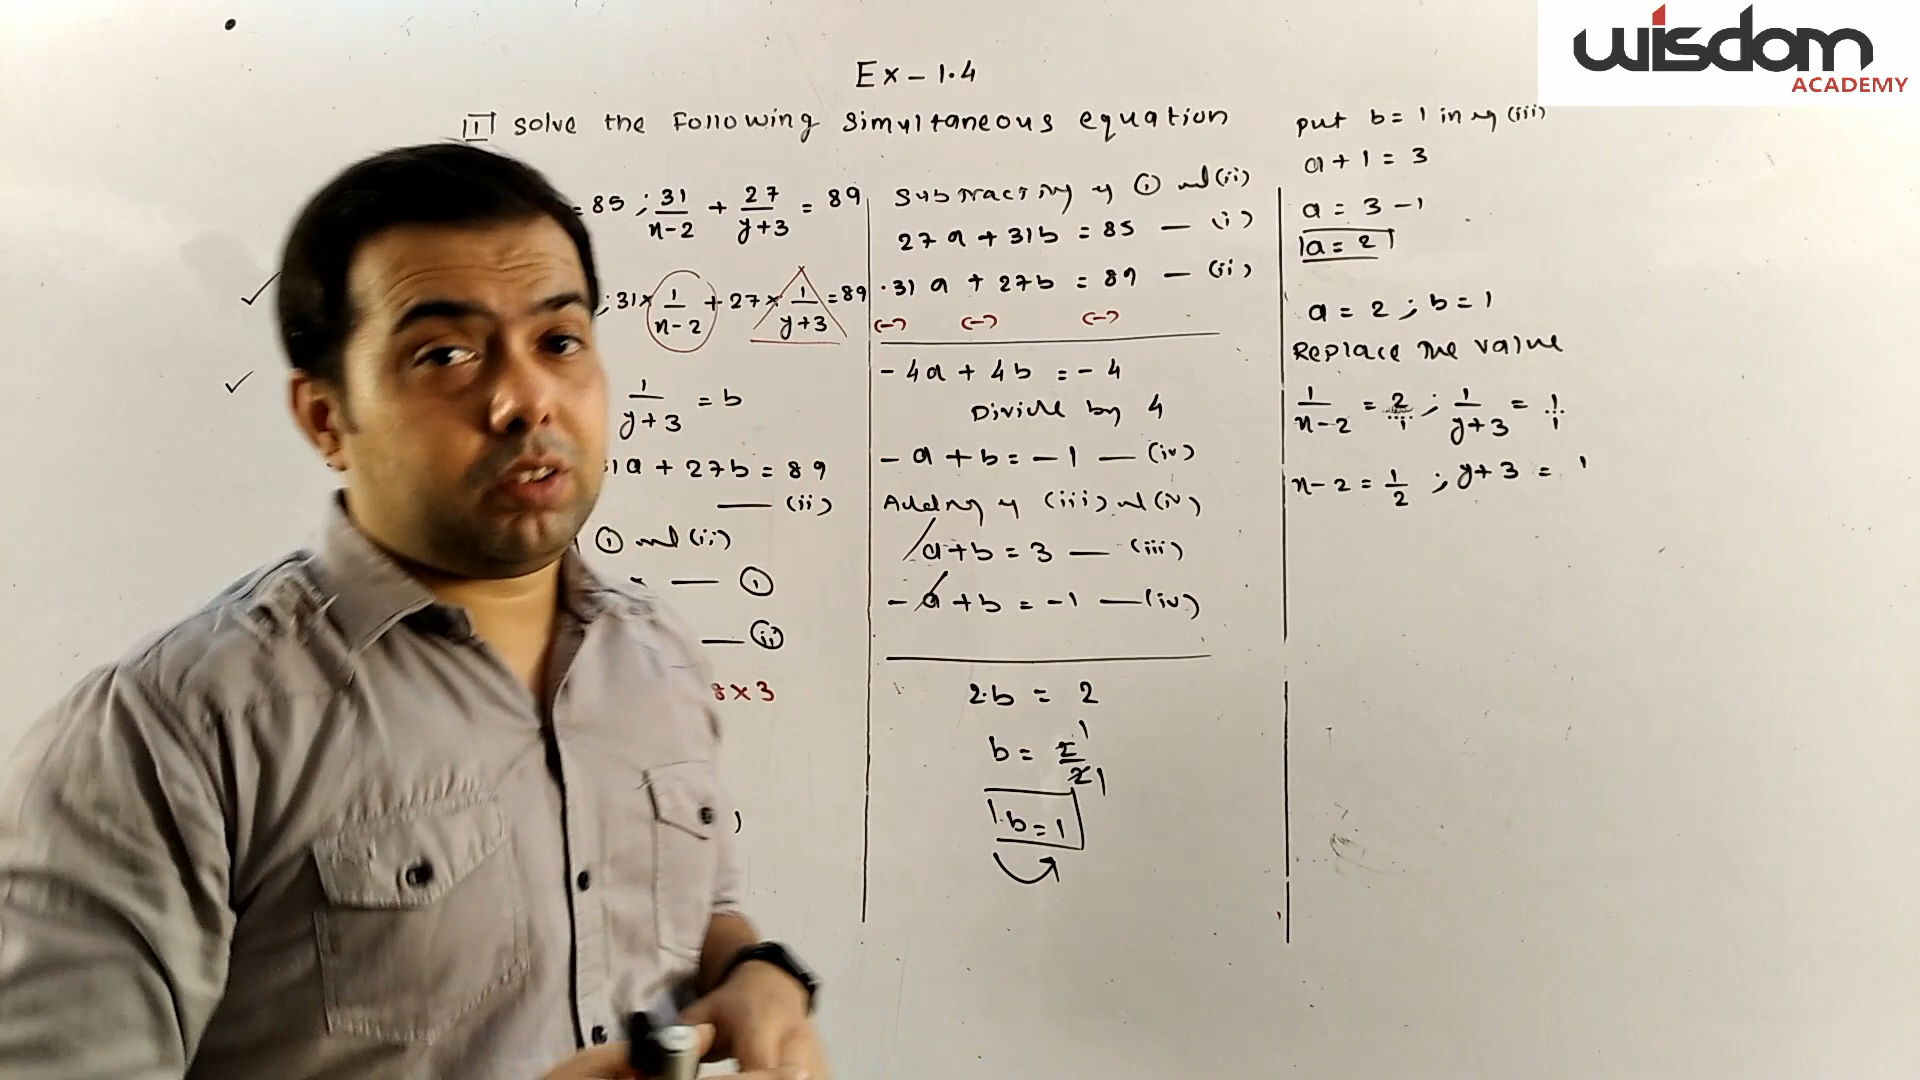 wisdom
ACADEMY
Ex - 1.4
1 Solve the Following Simultaneous equation
= 85 ; 31/x-2 + 27/y+3 = 89
; 31 × 1/x-2 + 27 × 1/y+3 = 89
1/y+3 = b
31a + 27b = 89
— (ii)
① and (ii)
— ①
— (ii)
8 × 3
Subtracting eq ① and (ii)
27a + 31b = 85 — (i)
31a + 27b = 89 — (ii)
(-) (-) (-)
- 4a + 4b = - 4
Divide by 4
- a + b = - 1 — (iv)
Adding eq (iii) and (iv)
a + b = 3 — (iii)
- a + b = - 1 — (iv)
2b = 2
b = 2/2 1 1
b = 1
put b = 1 in eq (iii)
a + 1 = 3
a = 3 - 1
a = 2
a = 2 ; b = 1
Replace the value
1/x-2 = 2/1 ; 1/y+3 = 1/1
x - 2 = 1/2 ; y + 3 = 1